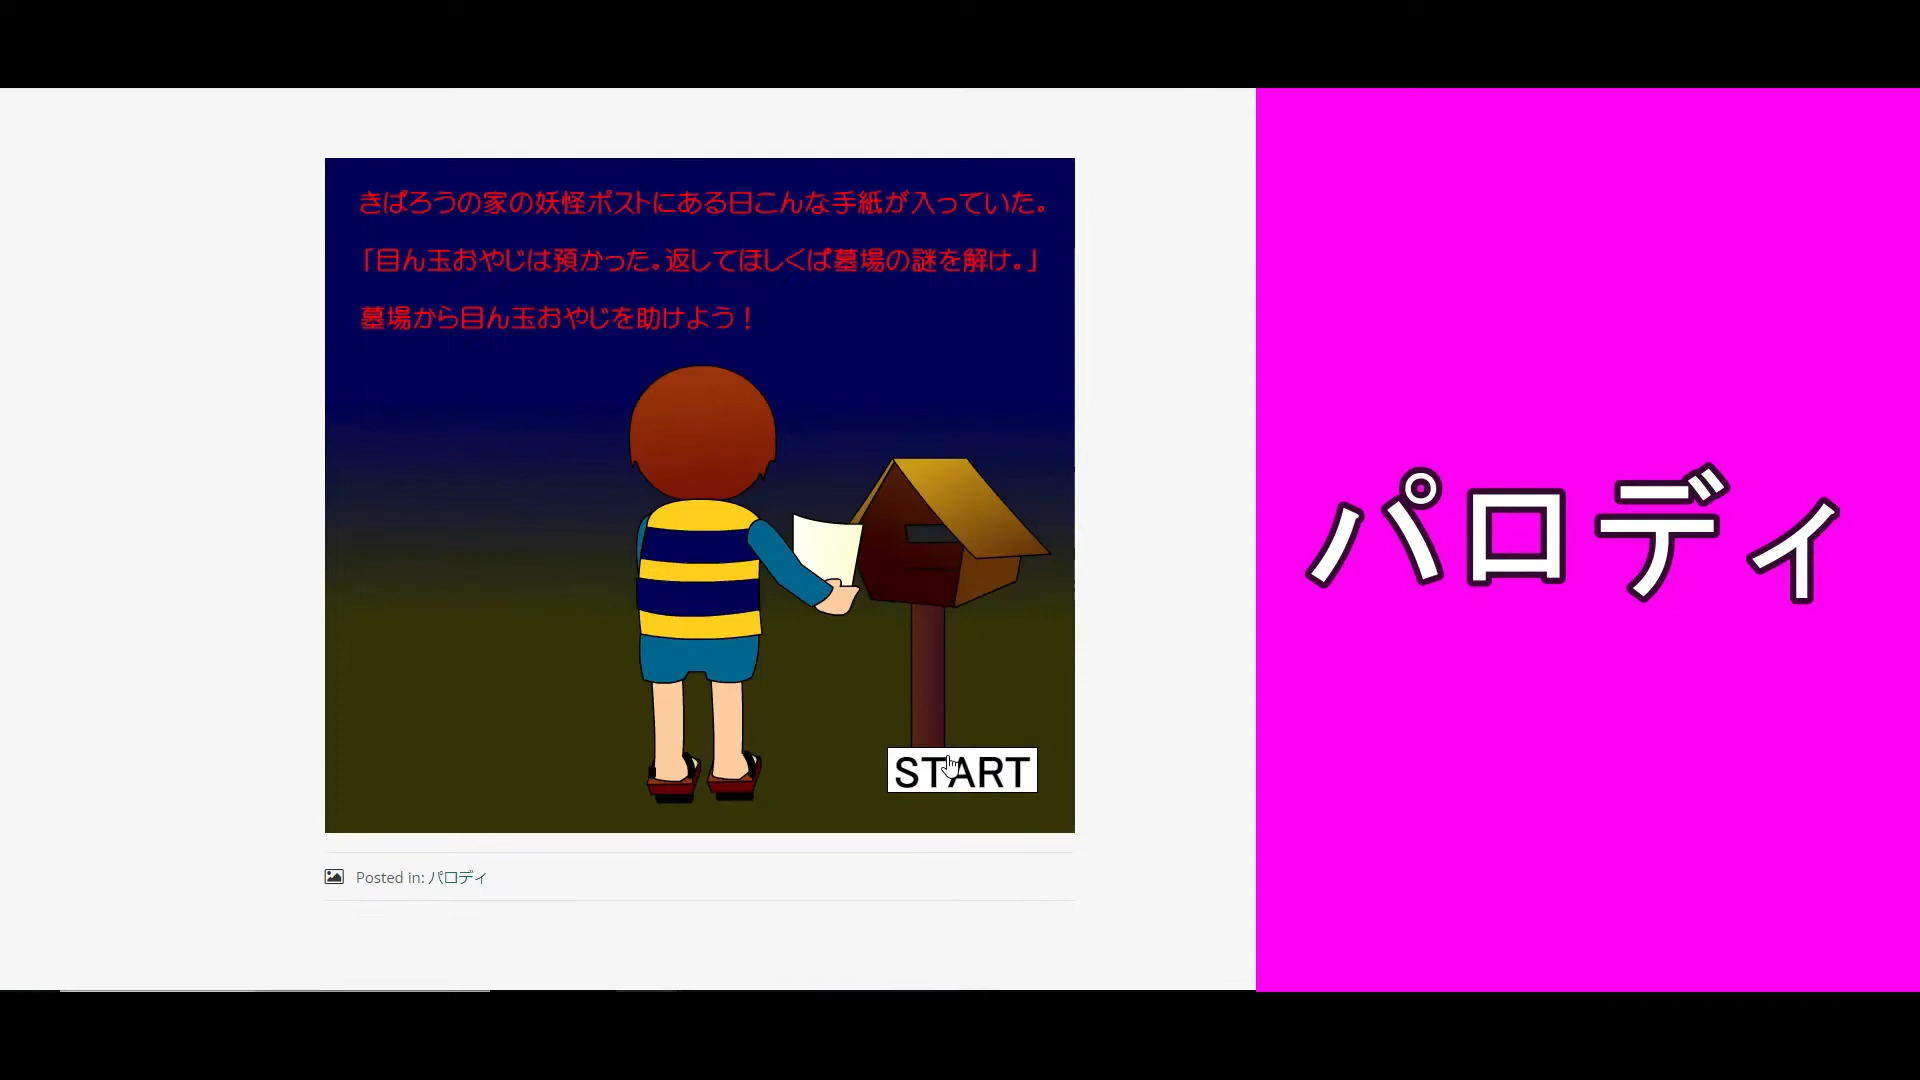 きぱろうの家の妖怪ポストにある日こんな手紙が入っていた。
「目ん玉おやじは預かった。返してほしくば墓場の謎を解け。」
墓場から目ん玉おやじを助けよう！
START
Posted in: パロディ
パロディ